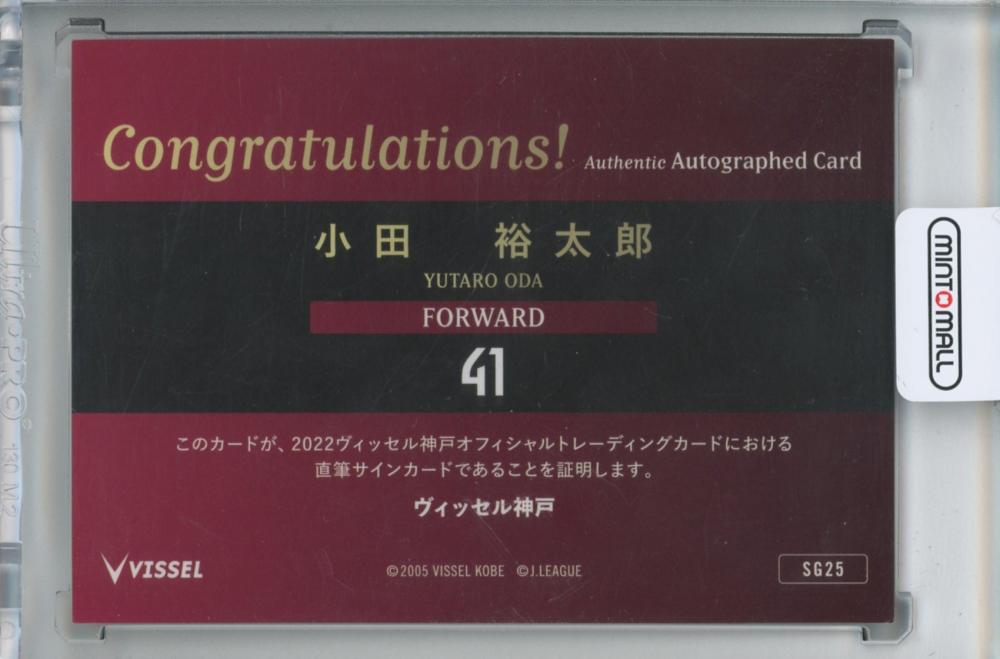 Congratulations! Authentic Autographed Card
小田 裕太郎
YUTARO ODA
FORWARD
41
このカードが、2022ヴィッセル神戸オフィシャルトレーディングカードにおける
直筆サインカードであることを証明します。
ヴィッセル神戸
VISSEL
©2005 VISSEL KOBE ©J.LEAGUE
SG25
MINT MALL
Ultra·PRO©
130 M2